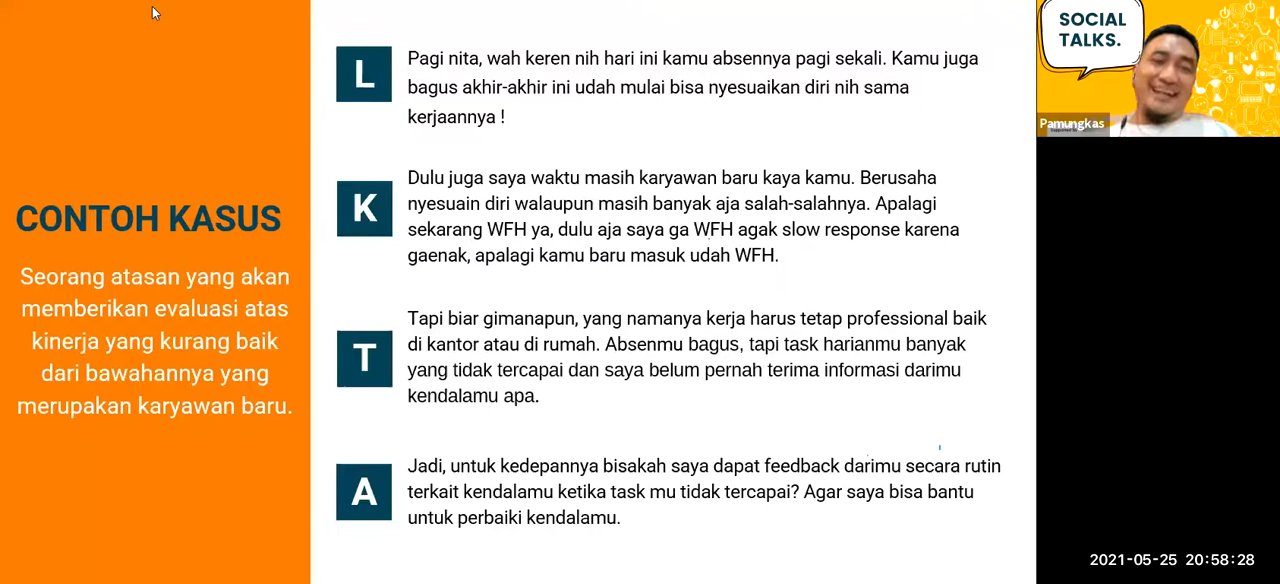 CONTOH KASUS
Seorang atasan yang akan
memberikan evaluasi atas
kinerja yang kurang baik
dari bawahannya yang
merupakan karyawan baru.
L
Pagi nita, wah keren nih hari ini kamu absennya pagi sekali. Kamu juga
bagus akhir-akhir ini udah mulai bisa nyesuaikan diri nih sama
kerjaannya !
K
Dulu juga saya waktu masih karyawan baru kaya kamu. Berusaha
nyesuain diri walaupun masih banyak aja salah-salahnya. Apalagi
sekarang WFH ya, dulu aja saya ga WFH agak slow response karena
gaenak, apalagi kamu baru masuk udah WFH.
T
Tapi biar gimanapun, yang namanya kerja harus tetap professional baik
di kantor atau di rumah. Absenmu bagus, tapi task harianmu banyak
yang tidak tercapai dan saya belum pernah terima informasi darimu
kendalamu apa.
A
Jadi, untuk kedepannya bisakah saya dapat feedback darimu secara rutin
terkait kendalamu ketika task mu tidak tercapai? Agar saya bisa bantu
untuk perbaiki kendalamu.
SOCIAL
TALKS.
Pamungkas
2021-05-25 20:58:28